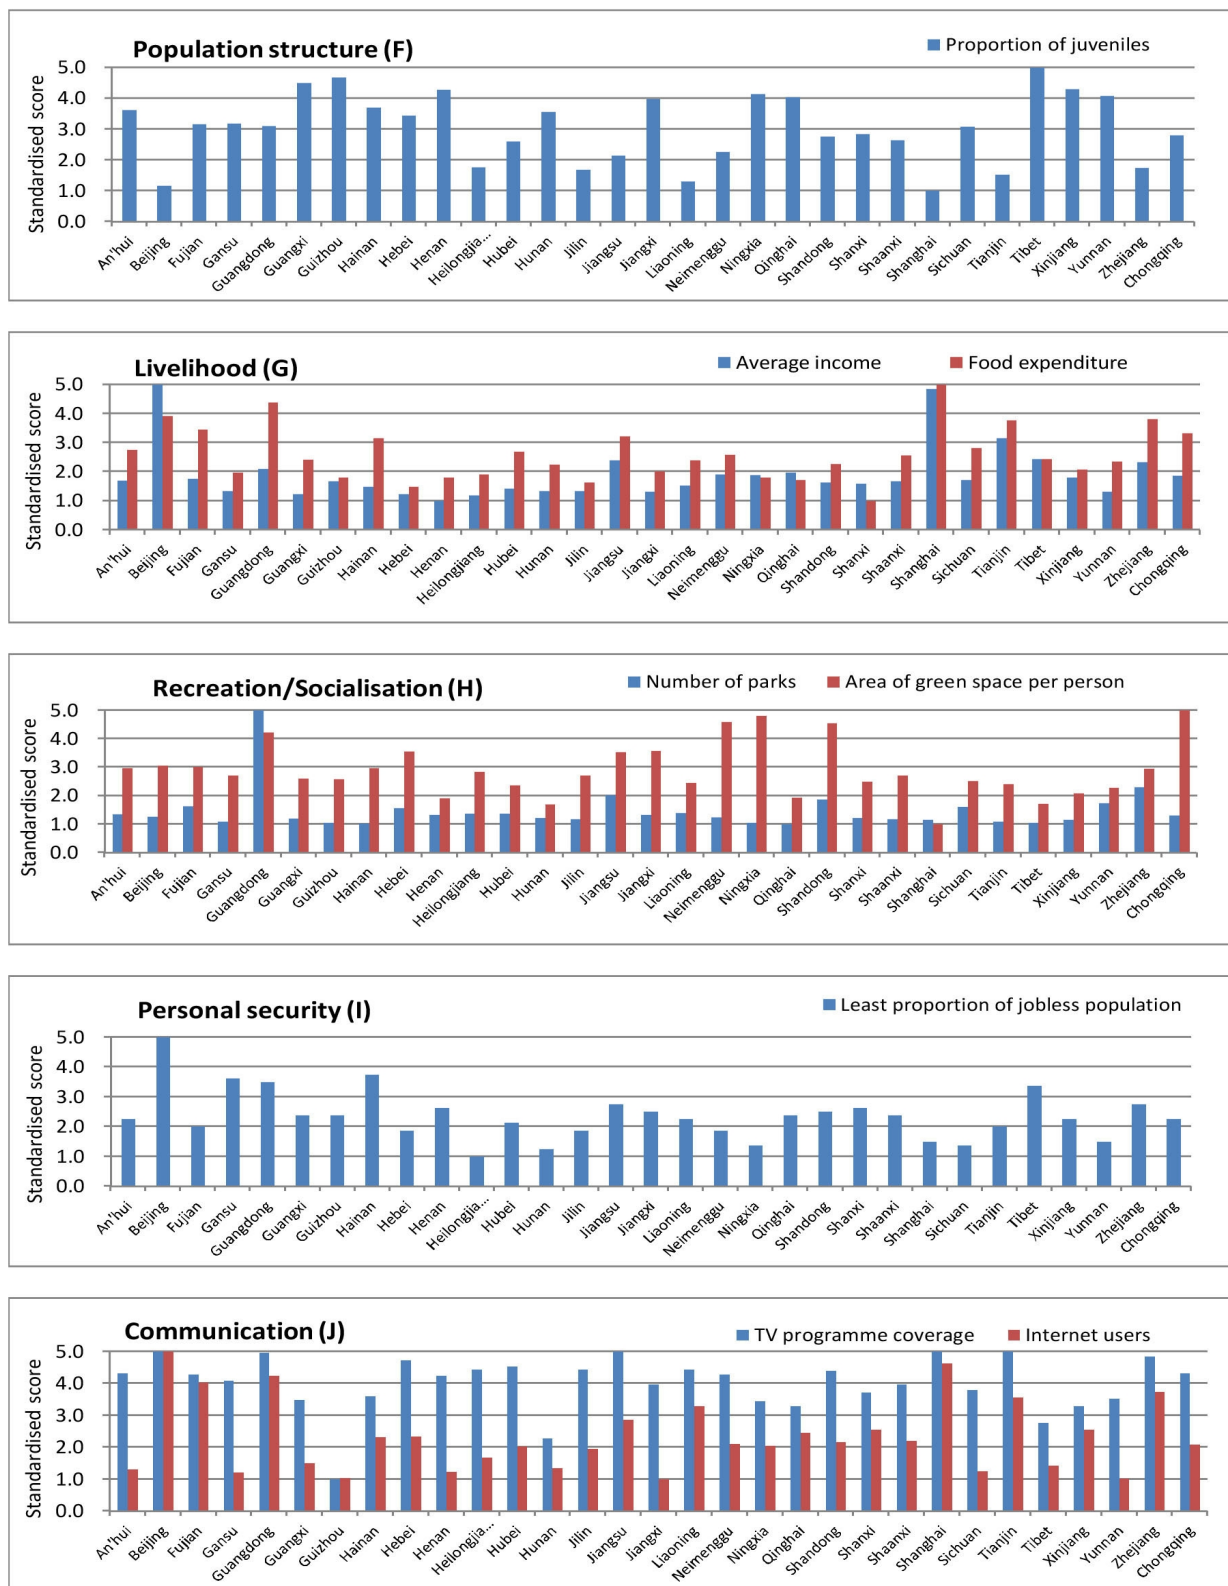 Population structure (F)
Proportion of juveniles
Standardised score
5.0
4.0
3.0
2.0
1.0
0.0
An'hui Beijing Fujian Gansu Guangdong Guangxi Guizhou Hainan Hebei Henan Heilongjia... Hubei Hunan Jilin Jiangsu Jiangxi Liaoning Neimenggu Ningxia Qinghai Shandong Shanxi Shaanxi Shanghai Sichuan Tianjin Tibet Xinjiang Yunnan Zhejiang Chongqing
Livelihood (G)
Average income Food expenditure
Standardised score
5.0
4.0
3.0
2.0
1.0
0.0
An'hui Beijing Fujian Gansu Guangdong Guangxi Guizhou Hainan Hebei Henan Heilongjiang Hubei Hunan Jilin Jiangsu Jiangxi Liaoning Neimenggu Ningxia Qinghai Shandong Shanxi Shaanxi Shanghai Sichuan Tianjin Tibet Xinjiang Yunnan Zhejiang Chongqing
Recreation/Socialisation (H)
Number of parks Area of green space per person
Standardised score
5.0
4.0
3.0
2.0
1.0
0.0
An'hui Beijing Fujian Gansu Guangdong Guangxi Guizhou Hainan Hebei Henan Heilongjiang Hubei Hunan Jilin Jiangsu Jiangxi Liaoning Neimenggu Ningxia Qinghai Shandong Shanxi Shaanxi Shanghai Sichuan Tianjin Tibet Xinjiang Yunnan Zhejiang Chongqing
Personal security (I)
Least proportion of jobless population
Standardised score
5.0
4.0
3.0
2.0
1.0
0.0
An'hui Beijing Fujian Gansu Guangdong Guangxi Guizhou Hainan Hebei Henan Heilongjia... Hubei Hunan Jilin Jiangsu Jiangxi Liaoning Neimenggu Ningxia Qinghai Shandong Shanxi Shaanxi Shanghai Sichuan Tianjin Tibet Xinjiang Yunnan Zhejiang Chongqing
Communication (J)
TV programme coverage Internet users
Standardised score
5.0
4.0
3.0
2.0
1.0
0.0
An'hui Beijing Fujian Gansu Guangdong Guangxi Guizhou Hainan Hebei Henan Heilongjia... Hubei Hunan Jilin Jiangsu Jiangxi Liaoning Neimenggu Ningxia Qinghai Shandong Shanxi Shaanxi Shanghai Sichuan Tianjin Tibet Xinjiang Yunnan Zhejiang Chongqing